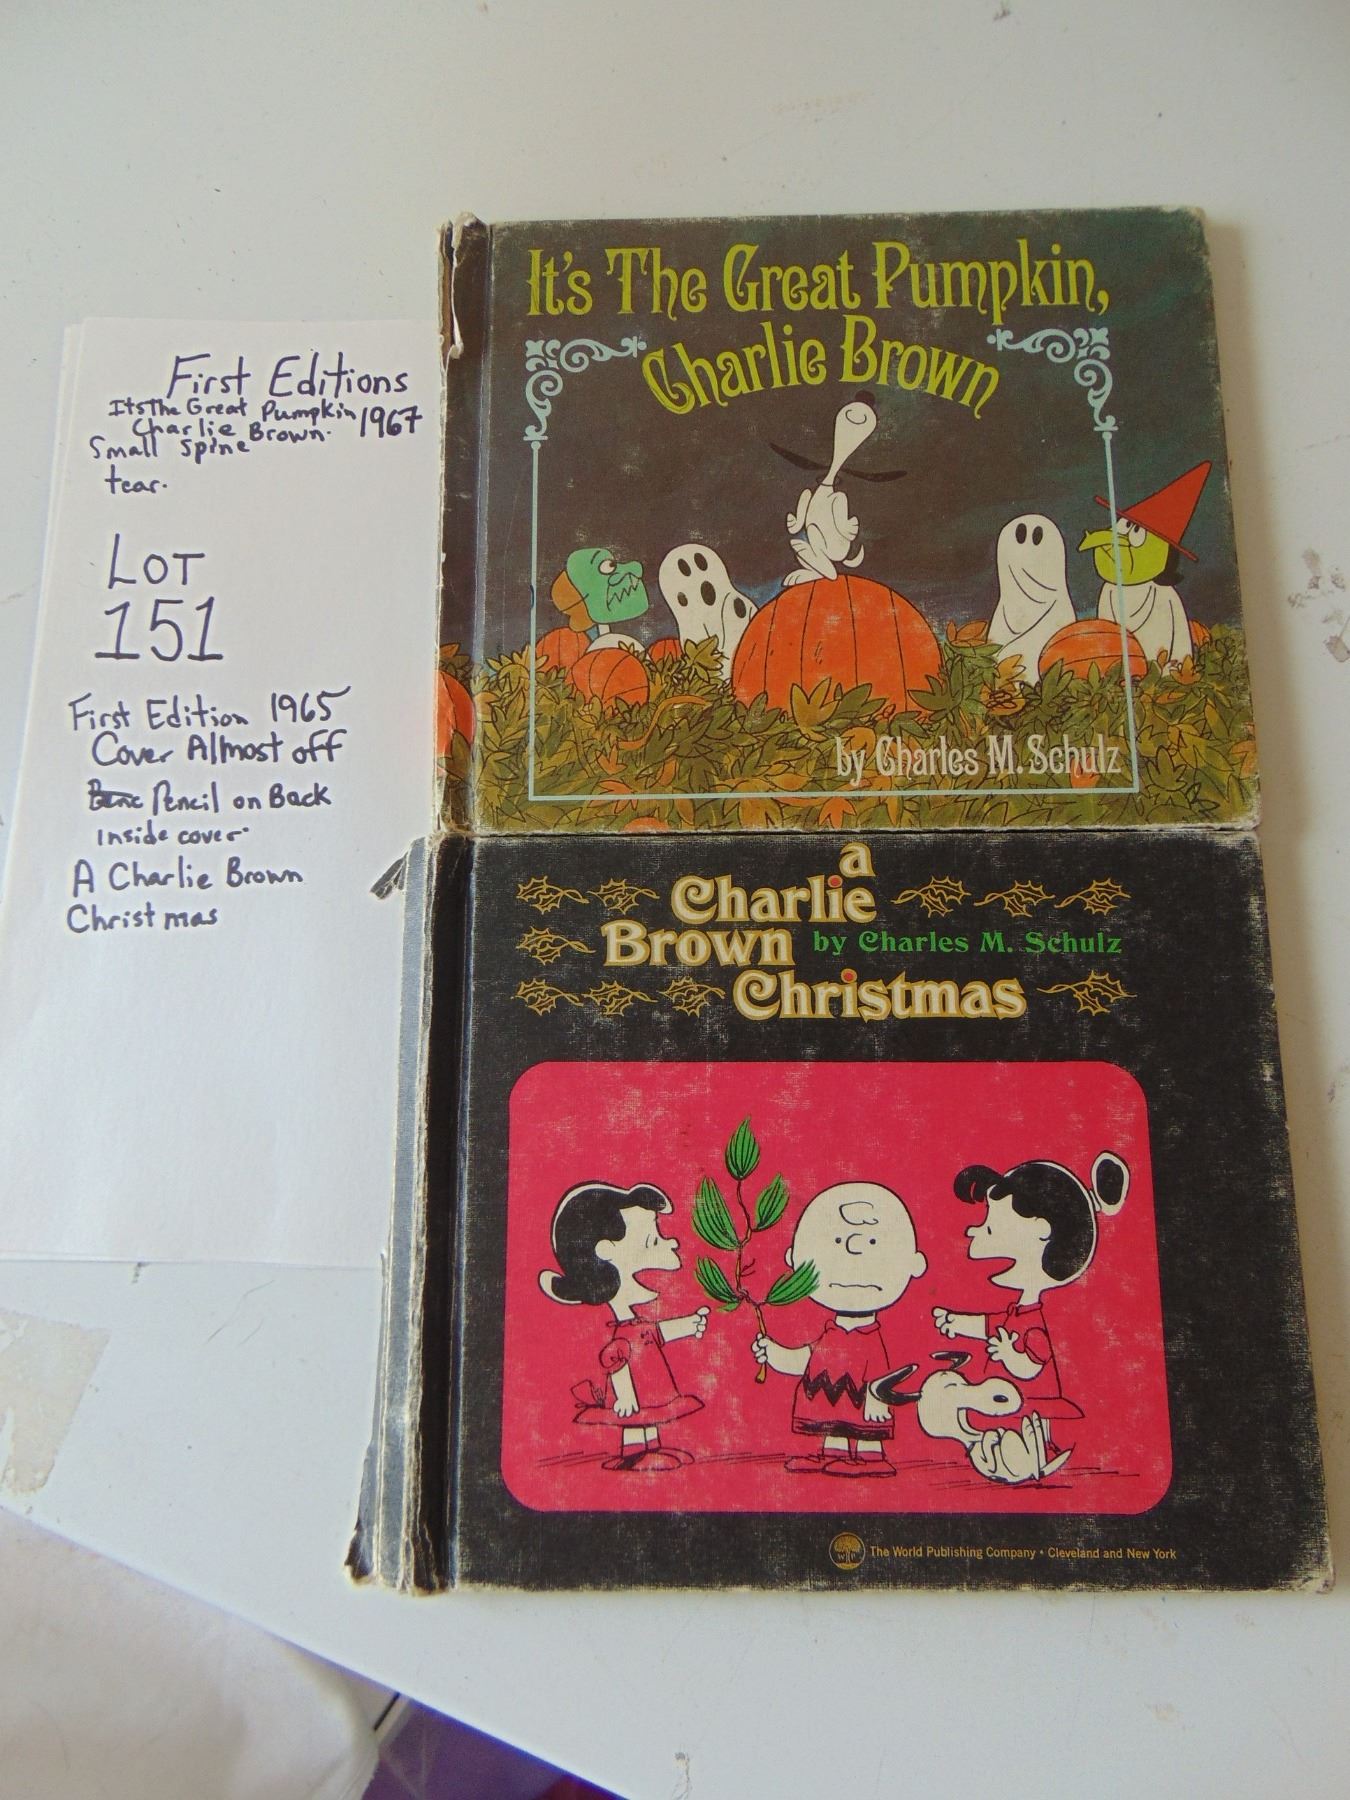 First Editions
Its The Great Pumpkin 1967
Charlie Brown.
Small Spine
tear.
LOT
151
First Edition 1965
Cover Almost off
Pencil on Back
Inside cover.
A Charlie Brown
Christmas
It's The Great Pumpkin,
Charlie Brown
by Charles M. Schulz
a
Charlie
Brown by Charles M. Schulz
Christmas
W P
The World Publishing Company • Cleveland and New York